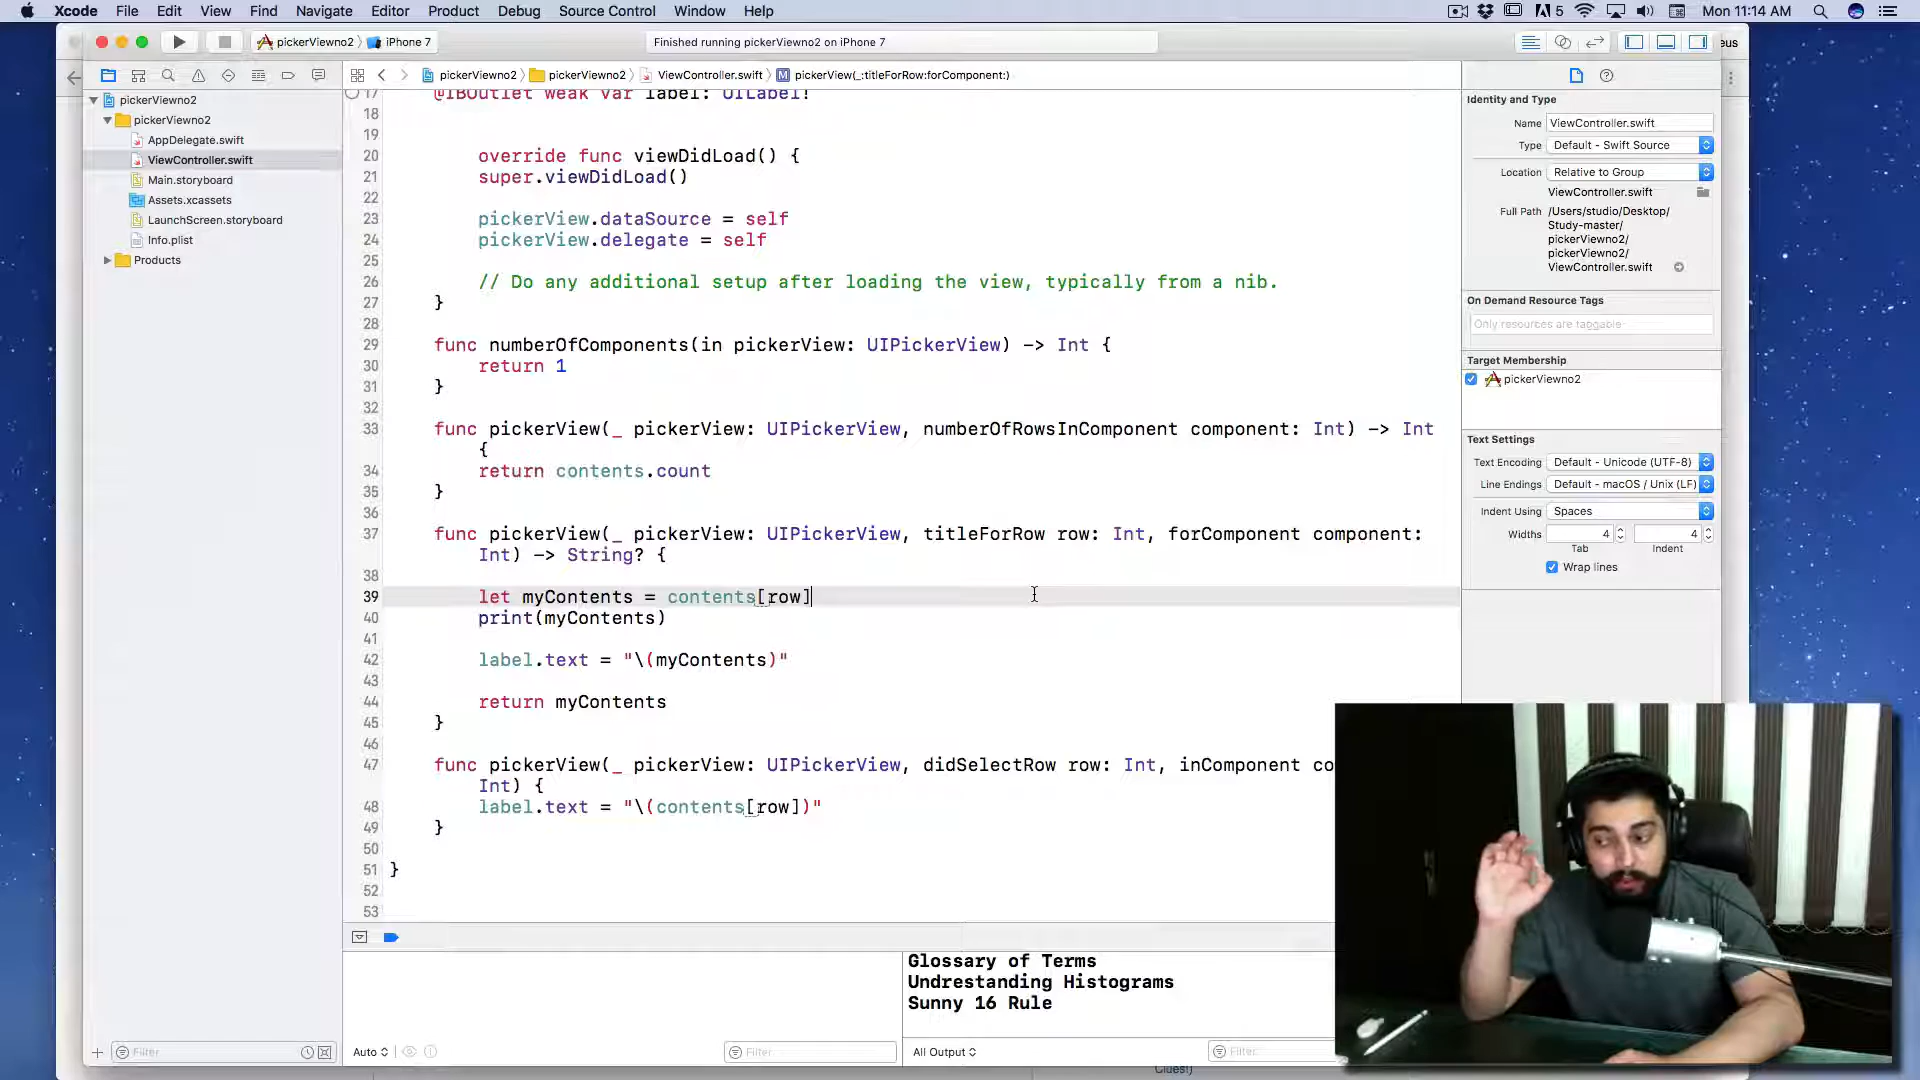 Xcode File Edit View Find Navigate Editor Product Debug Source Control Window Help
5 Mon 11:14 AM
pickerViewno2 iPhone 7
Finished running pickerViewno2 on iPhone 7
eus
pickerViewno2 pickerViewno2 ViewController.swift M pickerView(_:titleForRow:forComponent:)
pickerViewno2
pickerViewno2
AppDelegate.swift
ViewController.swift
Main.storyboard
Assets.xcassets
LaunchScreen.storyboard
Info.plist
Products
17 @IBOutlet weak var label: UILabel!
18
19
20 override func viewDidLoad() {
21 super.viewDidLoad()
22
23 pickerView.dataSource = self
24 pickerView.delegate = self
25
26 // Do any additional setup after loading the view, typically from a nib.
27 }
28
29 func numberOfComponents(in pickerView: UIPickerView) -> Int {
30 return 1
31 }
32
33 func pickerView(_ pickerView: UIPickerView, numberOfRowsInComponent component: Int) -> Int
{
34 return contents.count
35 }
36
37 func pickerView(_ pickerView: UIPickerView, titleForRow row: Int, forComponent component:
Int) -> String? {
38
39 let myContents = contents[row]
40 print(myContents)
41
42 label.text = "\(myContents)"
43
44 return myContents
45 }
46
47 func pickerView(_ pickerView: UIPickerView, didSelectRow row: Int, inComponent co
Int) {
48 label.text = "\(contents[row])"
49 }
50
51 }
52
53
Identity and Type
Name ViewController.swift
Type Default - Swift Source
Location Relative to Group
ViewController.swift
Full Path /Users/studio/Desktop/
Study-master/
pickerViewno2/
pickerViewno2/
ViewController.swift
On Demand Resource Tags
Only resources are taggable
Target Membership
pickerViewno2
Text Settings
Text Encoding Default - Unicode (UTF-8)
Line Endings Default - macOS / Unix (LF)
Indent Using Spaces
Widths 4 4
Tab Indent
Wrap lines
Glossary of Terms
Undrestanding Histograms
Sunny 16 Rule
Filter
Auto
Filter
All Output
Filter
Clues!)